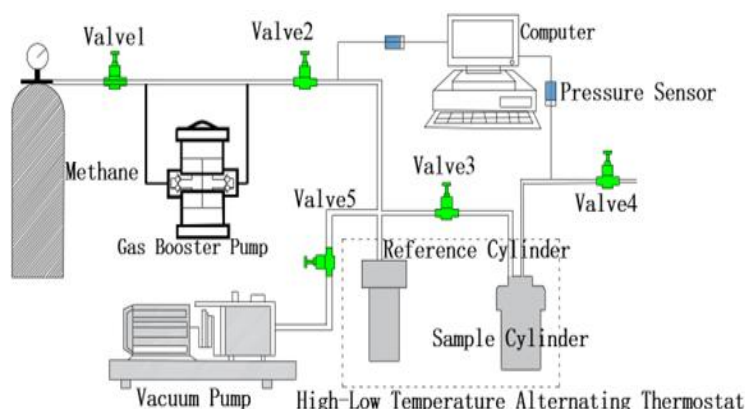 Valve1
Valve2
Computer
Pressure Sensor
Methane
Valve3
Valve5
Valve4
Gas Booster Pump
Reference Cylinder
Sample Cylinder
Vacuum Pump
High-Low Temperature Alternating Thermostat